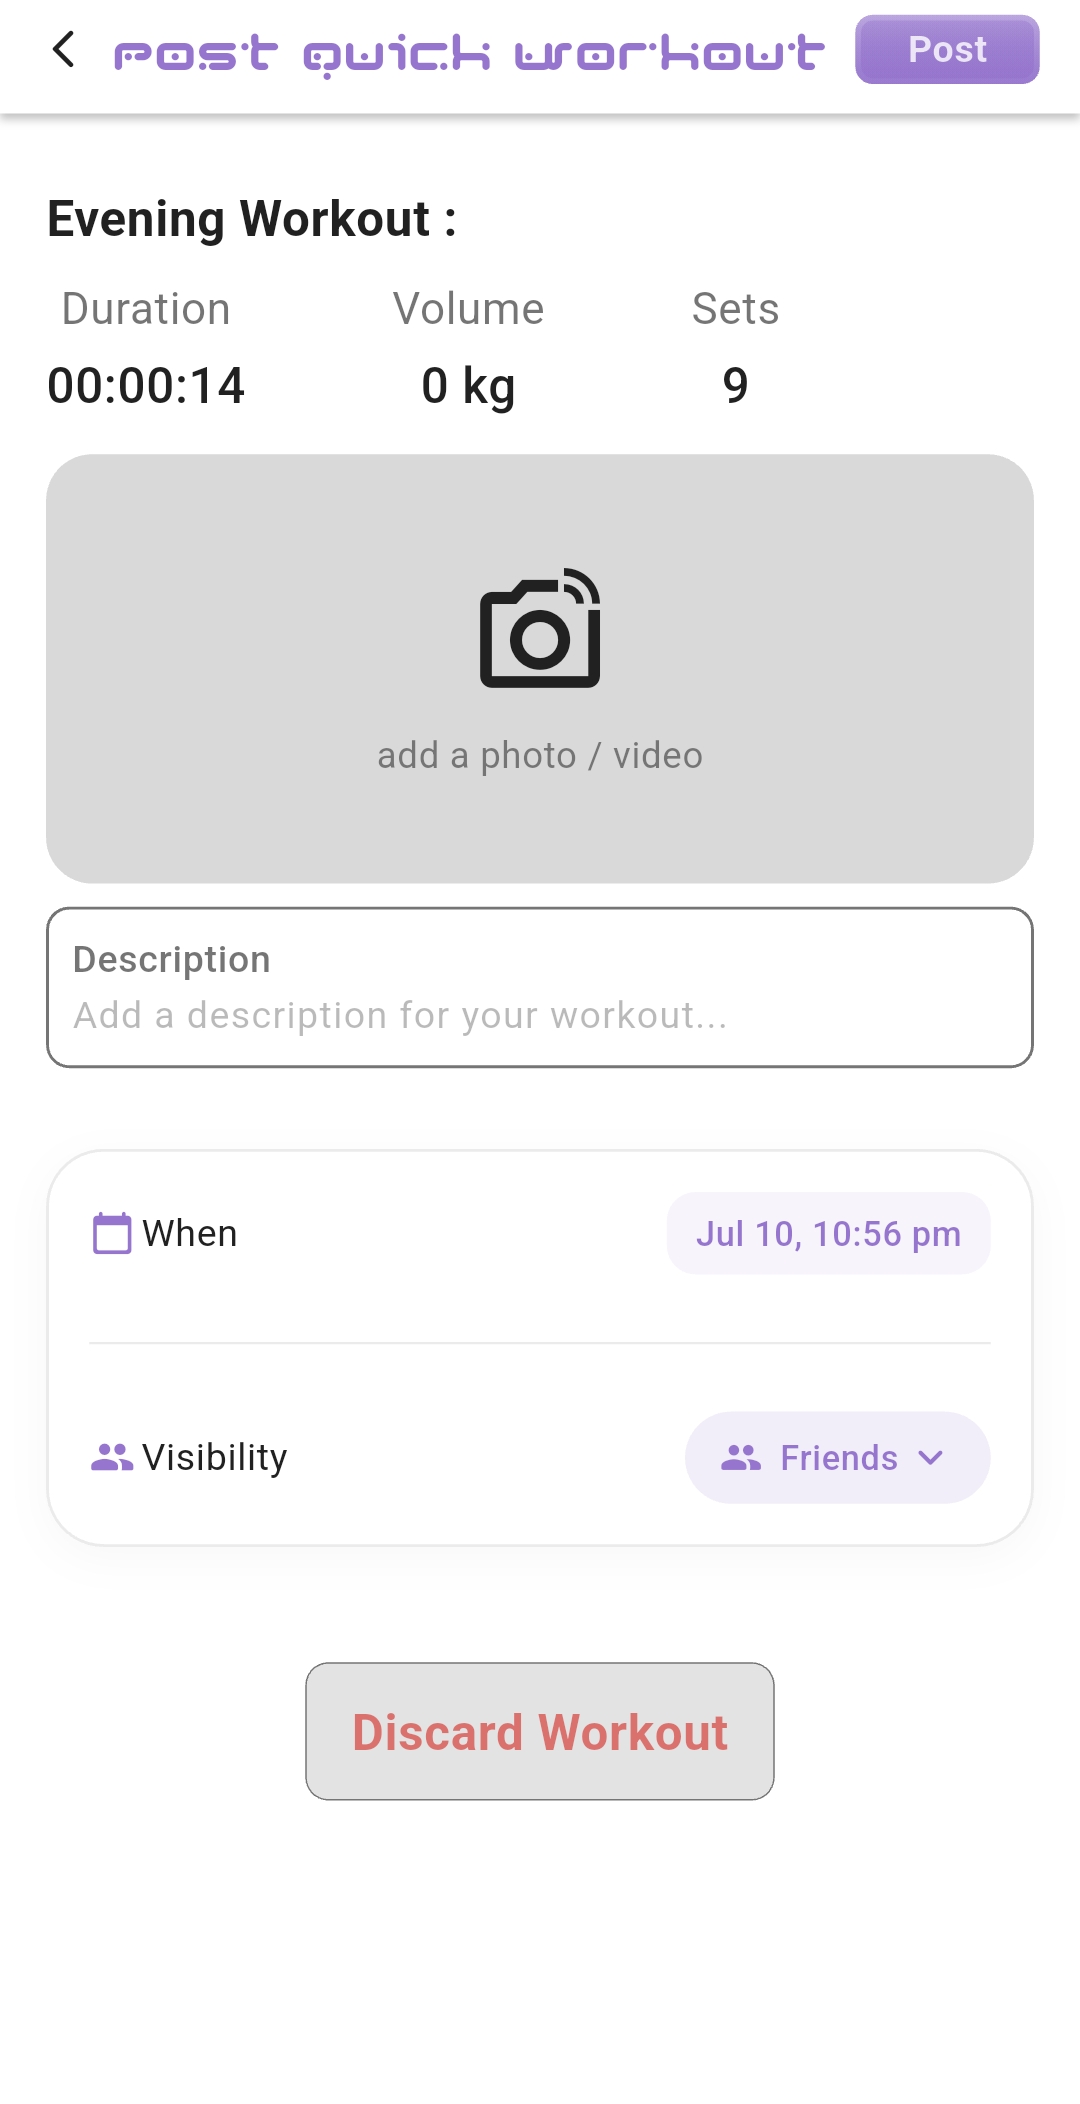 Post Quick Workout
Post
Evening Workout :
Duration Volume Sets
00:00:14 0 kg 9
add a photo / video
Description
Add a description for your workout...
When Jul 10, 10:56 pm
Visibility Friends
Discard Workout